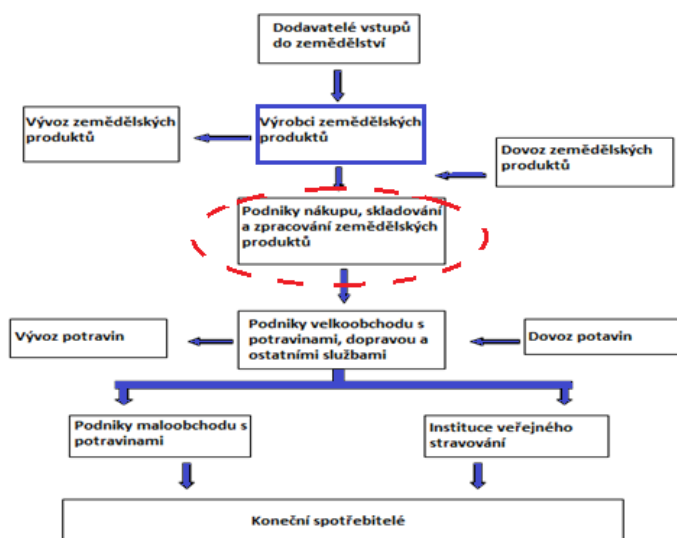 Dodavatelé vstupů
do zemědělství
Vývoz zemědělských
produktů
Výrobci zemědělských
produktů
Dovoz zemědělských
produktů
Podniky nákupu, skladování
a zpracování zemědělských
produktů
Vývoz potravin
Podniky velkoobchodu s
potravinami, dopravou a
ostatními službami
Dovoz potavin
Podniky maloobchodu s
potravinami
Instituce veřejného
stravování
Koneční spotřebitelé